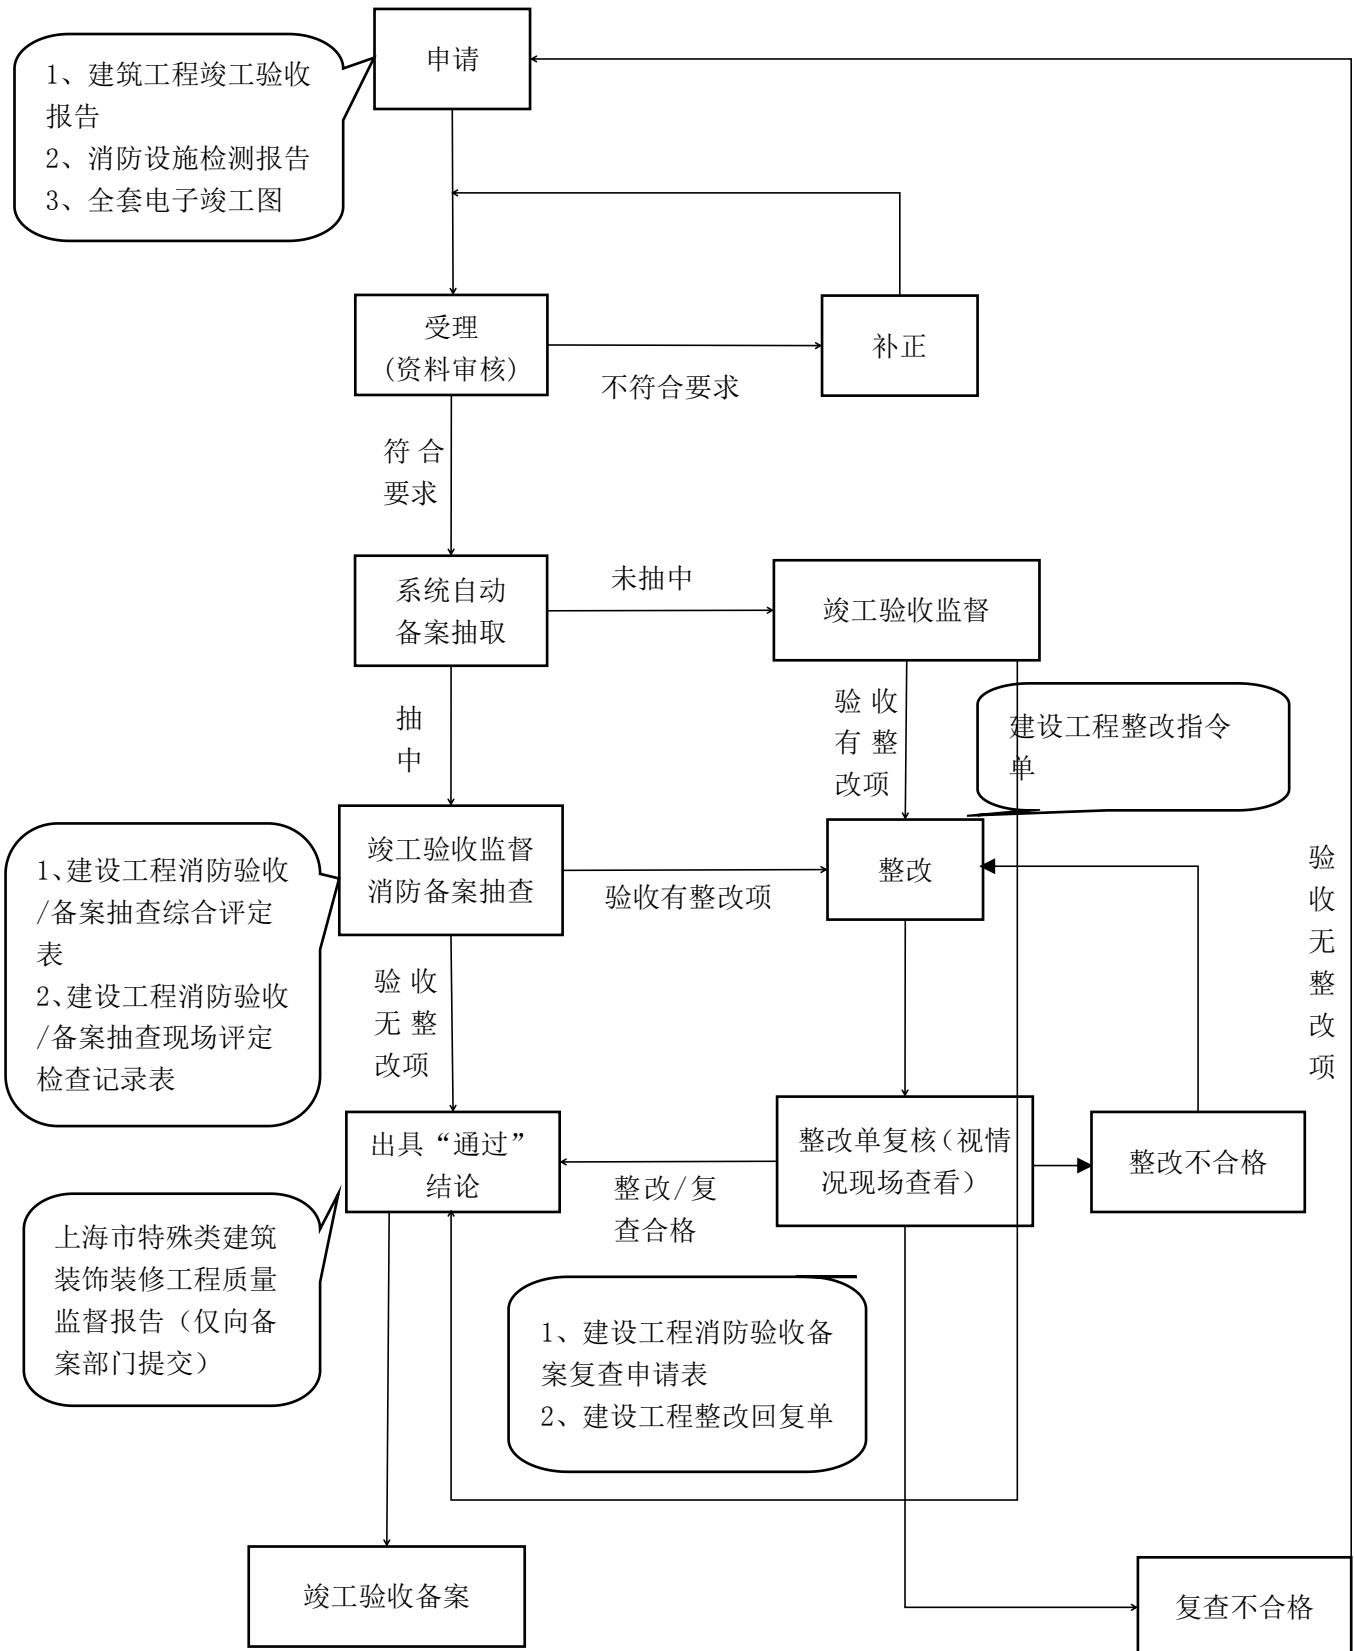 申请
1、建筑工程竣工验收
报告
2、消防设施检测报告
3、全套电子竣工图
受理
(资料审核)
补正
不符合要求
符 合
要求
系统自动
备案抽取
未抽中
竣工验收监督
抽
中
验 收
有 整
改项
建设工程整改指令
单
竣工验收监督
消防备案抽查
验收有整改项
整改
1、建设工程消防验收
/备案抽查综合评定
表
2、建设工程消防验收
/备案抽查现场评定
检查记录表
验 收
无 整
改项
验
收
无
整
改
项
出具“通过”
结论
整改/复
查合格
整改单复核（视情
况现场查看）
整改不合格
上海市特殊类建筑
装饰装修工程质量
监督报告（仅向备
案部门提交）
1、建设工程消防验收备
案复查申请表
2、建设工程整改回复单
竣工验收备案
复查不合格